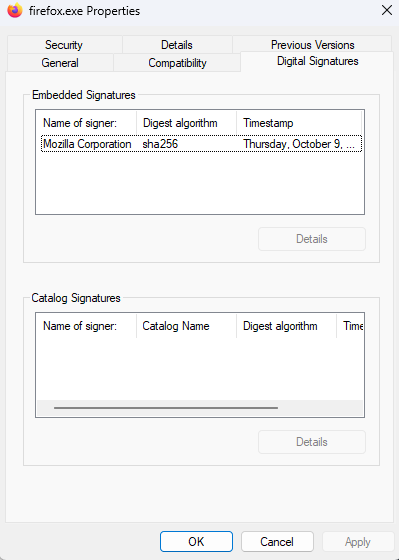 firefox.exe Properties
Security Details Previous Versions
General Compatibility Digital Signatures
Embedded Signatures
Name of signer: Digest algorithm Timestamp
Mozilla Corporation sha256 Thursday, October 9, ...
Details
Catalog Signatures
Name of signer: Catalog Name Digest algorithm Time
Details
OK Cancel Apply